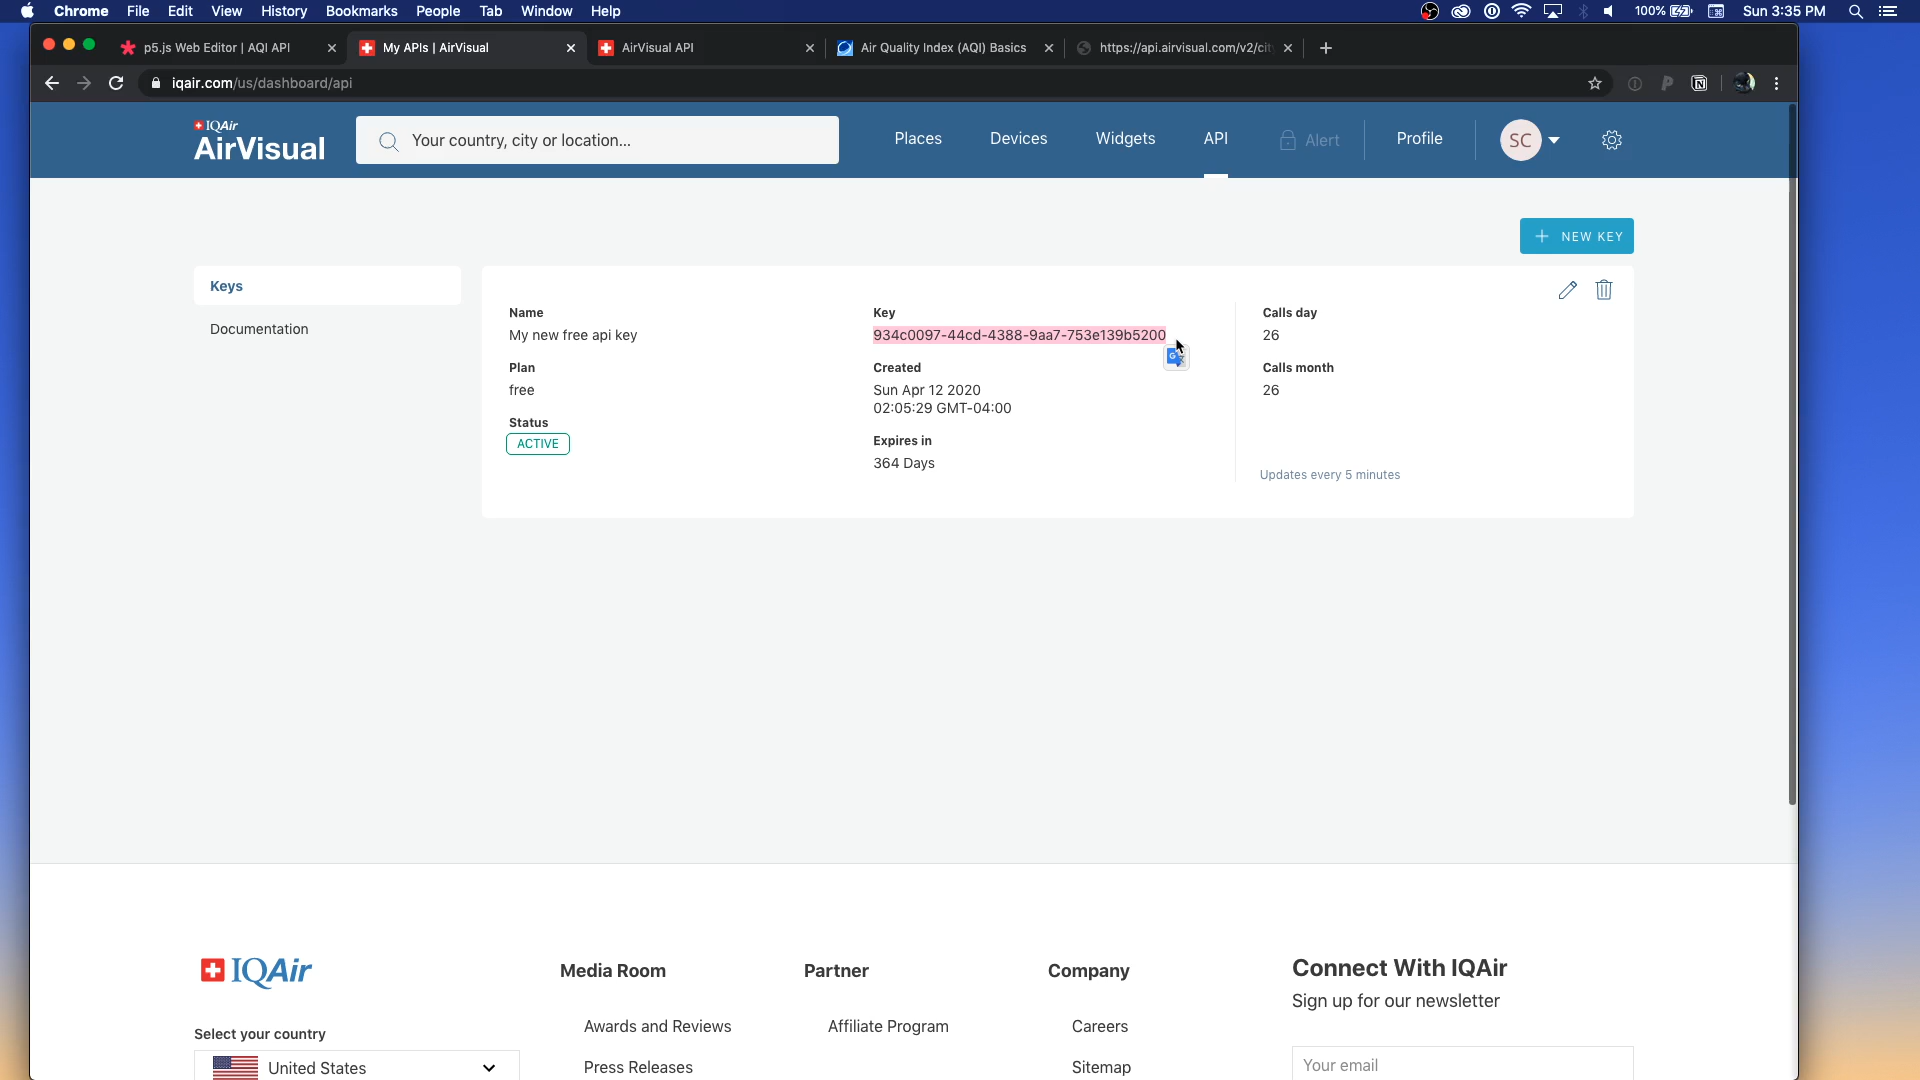 Chrome File Edit View History Bookmarks People Tab Window Help 100% Sun 3:35 PM
p5.js Web Editor | AQI API My APIs | AirVisual AirVisual API Air Quality Index (AQI) Basics https://api.airvisual.com/v2/cit
iqair.com/us/dashboard/api
IQAir
AirVisual
Your country, city or location...
Places Devices Widgets API Alert Profile SC
NEW KEY
Keys
Documentation
Name
My new free api key
Plan
free
Status
ACTIVE
Key
934c0097-44cd-4388-9aa7-753e139b5200
Created
Sun Apr 12 2020
02:05:29 GMT-04:00
Expires in
364 Days
Calls day
26
Calls month
26
Updates every 5 minutes
IQAir
Select your country
United States
Media Room
Awards and Reviews
Press Releases
Partner
Affiliate Program
Company
Careers
Sitemap
Connect With IQAir
Sign up for our newsletter
Your email